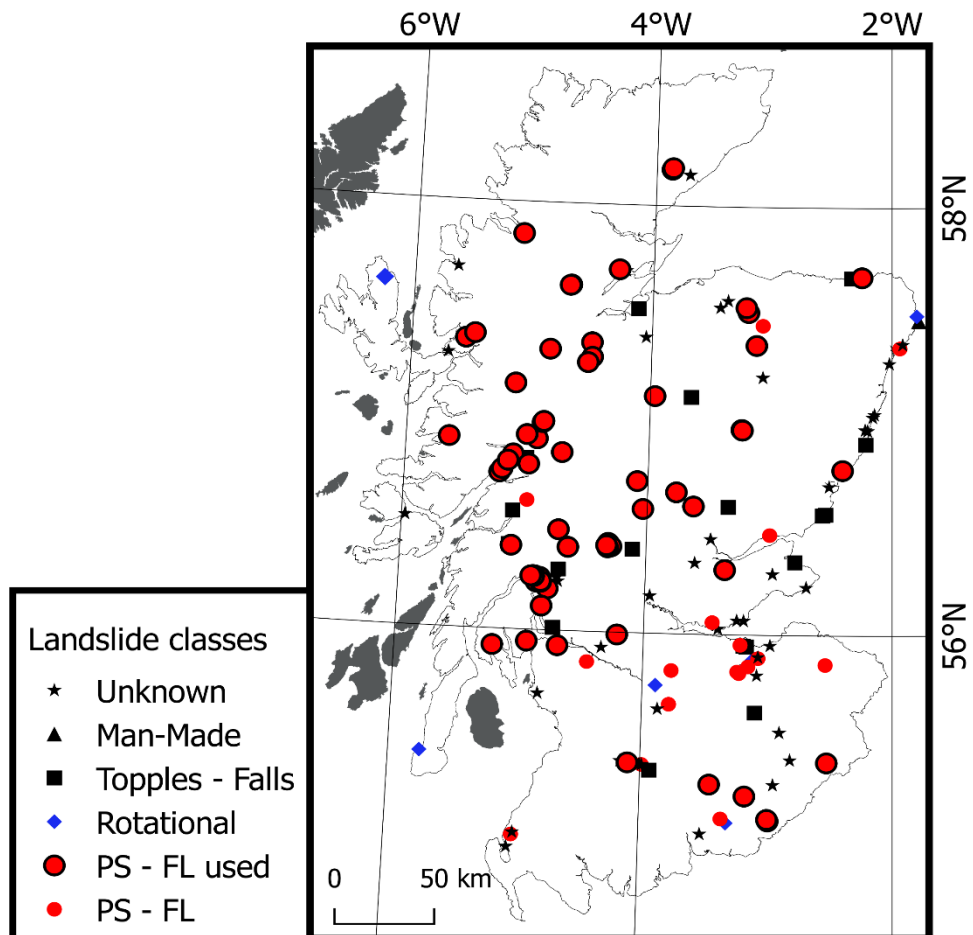 6°W 4°W 2°W
58°N
56°N
Landslide classes
Unknown
Man-Made
Topples - Falls
Rotational
PS - FL used
PS - FL
0 50 km